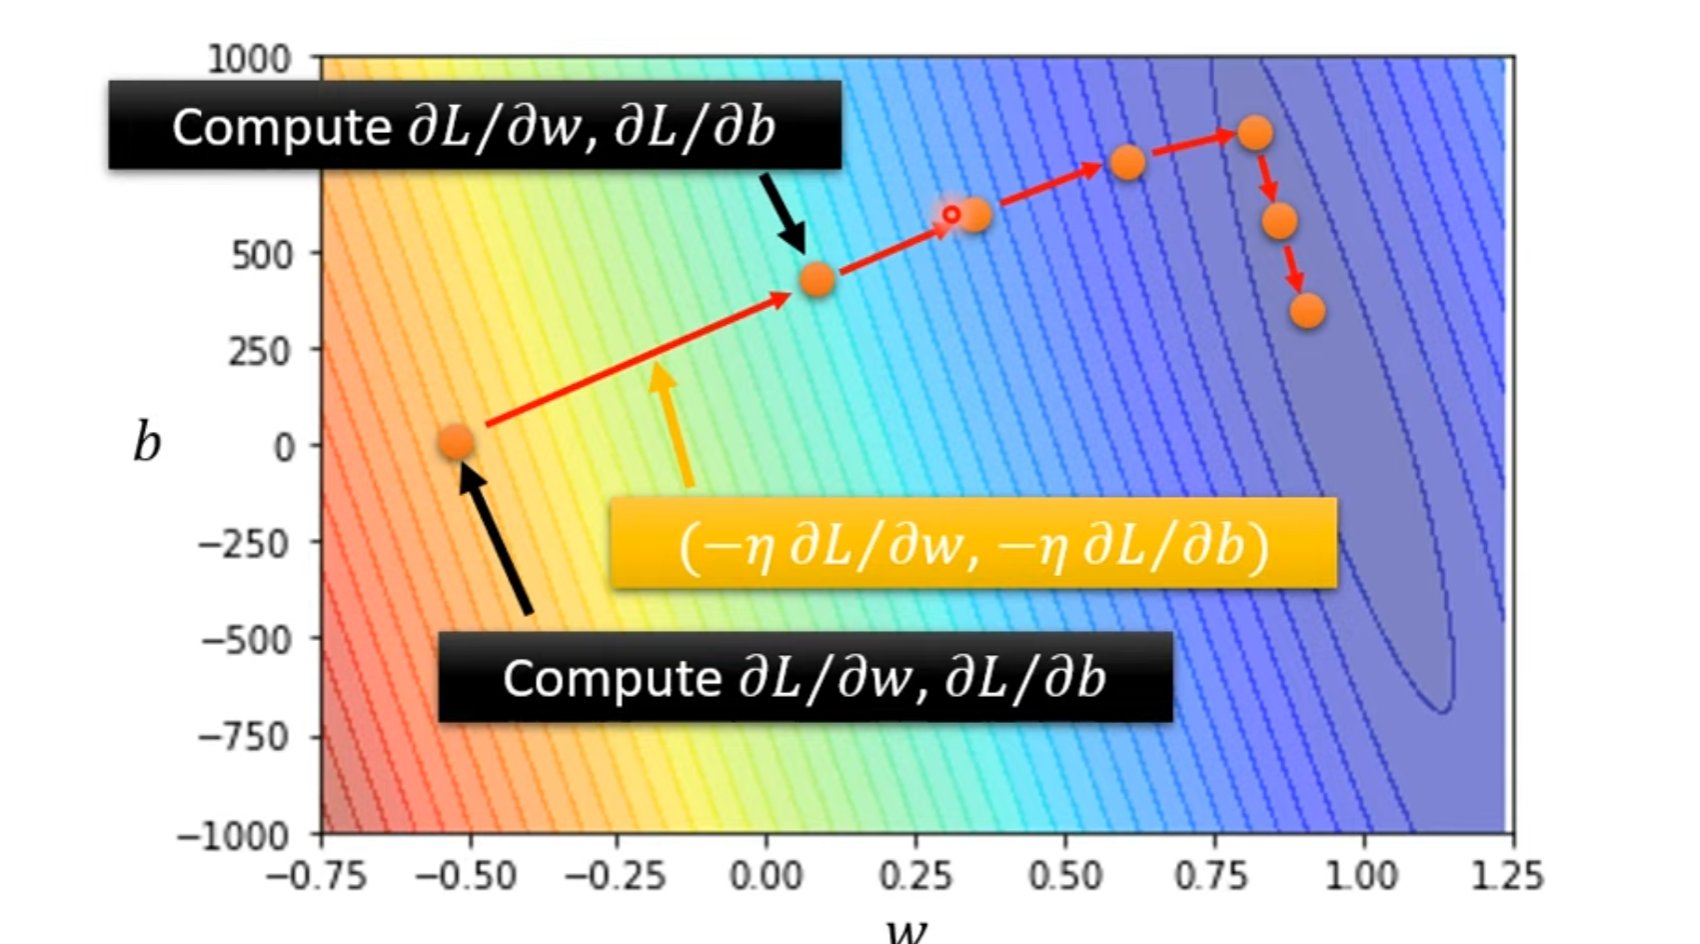 1000
Compute ∂L/∂w, ∂L/∂b
500
250
b
0
(−η ∂L/∂w, −η ∂L/∂b)
−250
−500
Compute ∂L/∂w, ∂L/∂b
−750
−1000
−0.75 −0.50 −0.25 0.00 0.25 0.50 0.75 1.00 1.25
w